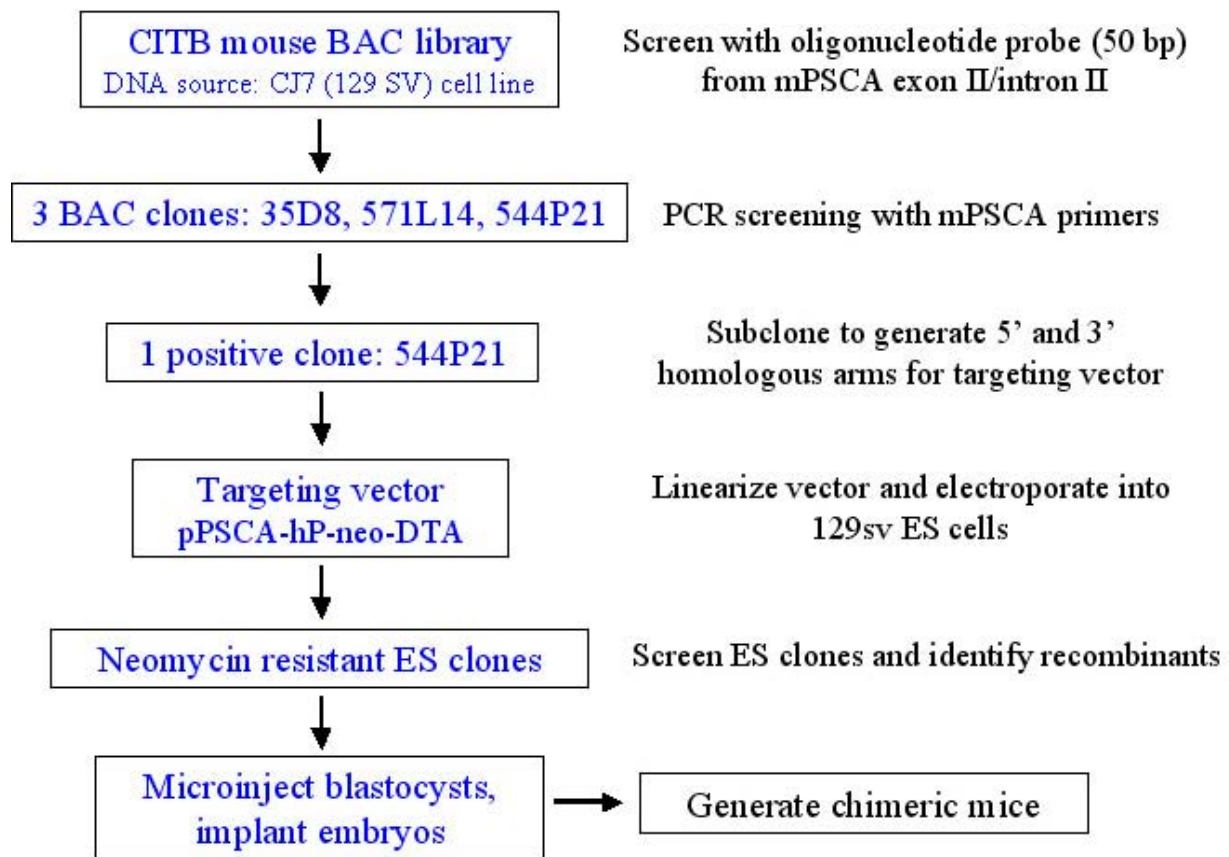 CITB mouse BAC library
DNA source: CJ7 (129 SV) cell line
Screen with oligonucleotide probe (50 bp)
from mPSCA exon II/intron II
3 BAC clones: 35D8, 571L14, 544P21
PCR screening with mPSCA primers
1 positive clone: 544P21
Subclone to generate 5’ and 3’
homologous arms for targeting vector
Targeting vector
pPSCA-hP-neo-DTA
Linearize vector and electroporate into
129sv ES cells
Neomycin resistant ES clones
Screen ES clones and identify recombinants
Microinject blastocysts,
implant embryos
Generate chimeric mice